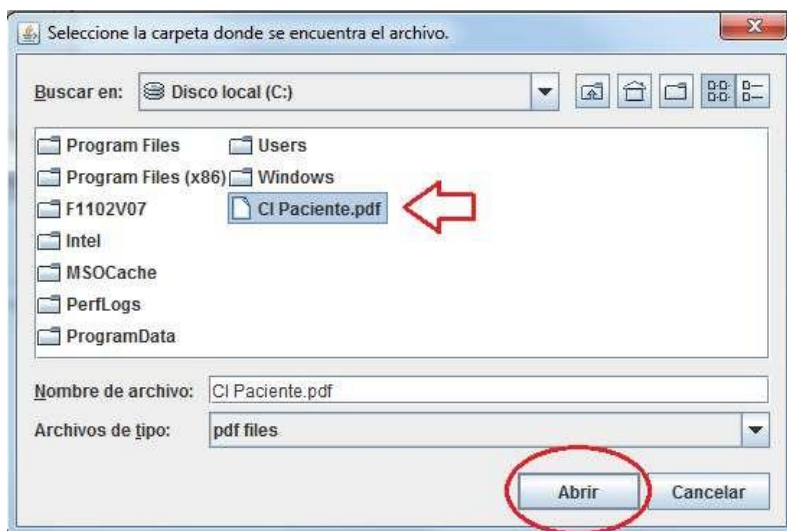 Seleccione la carpeta donde se encuentra el archivo.
Buscar en: Disco local (C:)
Program Files Users
Program Files (x86) Windows
F1102V07 CI Paciente.pdf
Intel
MSOCache
PerfLogs
ProgramData
Nombre de archivo: CI Paciente.pdf
Archivos de tipo: pdf files
Abrir Cancelar